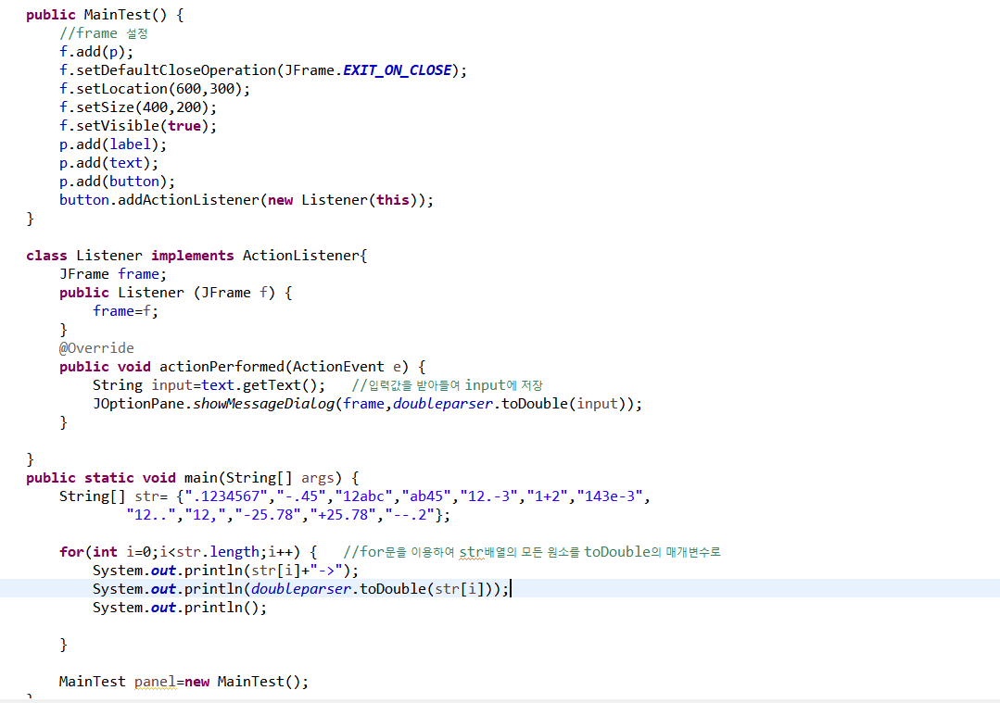 public MainTest() {
//frame 설정
f.add(p);
f.setDefaultCloseOperation(JFrame.EXIT_ON_CLOSE);
f.setLocation(600,300);
f.setSize(400,200);
f.setVisible(true);
p.add(label);
p.add(text);
p.add(button);
button.addActionListener(new Listener(this));
}
class Listener implements ActionListener{
JFrame frame;
public Listener (JFrame f) {
frame=f;
}
@Override
public void actionPerformed(ActionEvent e) {
String input=text.getText();   //입력값을 받아들여 input에 저장
JOptionPane.showMessageDialog(frame,doubleparser.toDouble(input));
}
}
public static void main(String[] args) {
String[] str= {".1234567","-.45","12abc","ab45","12.-3","1+2","143e-3",
"12..","12,","-25.78","+25.78","--.2"};
for(int i=0;i<str.length;i++) {   //for문을 이용하여 str배열의 모든 원소를 toDouble의 매개변수로
System.out.println(str[i]+"->");
System.out.println(doubleparser.toDouble(str[i]));
System.out.println();
}
MainTest panel=new MainTest();
}